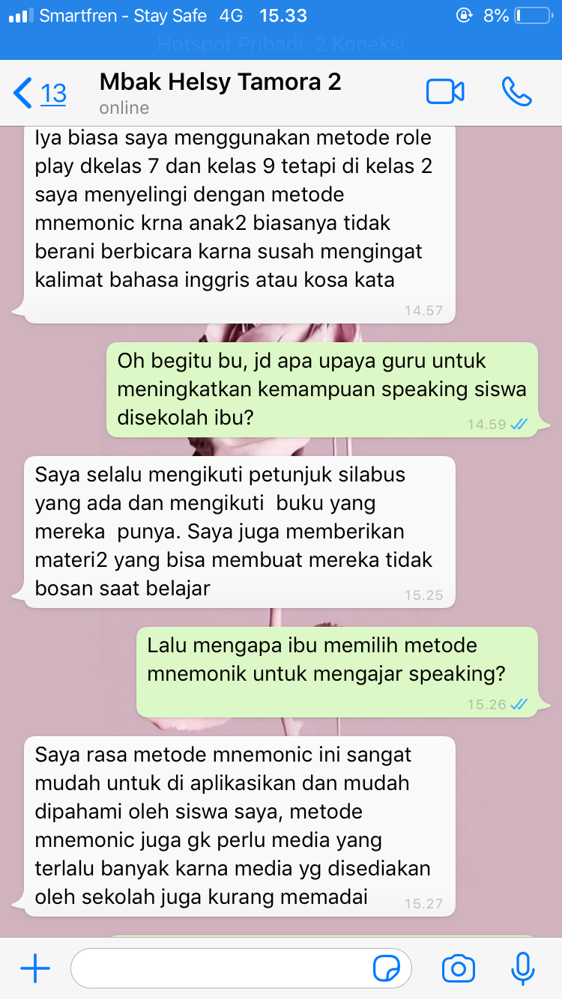 Smartfren - Stay Safe 4G 15.33 8%
Hotspot Pribadi: 2 Koneksi
13 Mbak Helsy Tamora 2
online
Iya biasa saya menggunakan metode role
play dkelas 7 dan kelas 9 tetapi di kelas 2
saya menyelingi dengan metode
mnemonic krna anak2 biasanya tidak
berani berbicara karna susah mengingat
kalimat bahasa inggris atau kosa kata
14.57
Oh begitu bu, jd apa upaya guru untuk
meningkatkan kemampuan speaking siswa
disekolah ibu?
14.59
Saya selalu mengikuti petunjuk silabus
yang ada dan mengikuti  buku yang
mereka  punya. Saya juga memberikan
materi2 yang bisa membuat mereka tidak
bosan saat belajar
15.25
Lalu mengapa ibu memilih metode
mnemonik untuk mengajar speaking?
15.26
Saya rasa metode mnemonic ini sangat
mudah untuk di aplikasikan dan mudah
dipahami oleh siswa saya, metode
mnemonic juga gk perlu media yang
terlalu banyak karna media yg disediakan
oleh sekolah juga kurang memadai
15.27